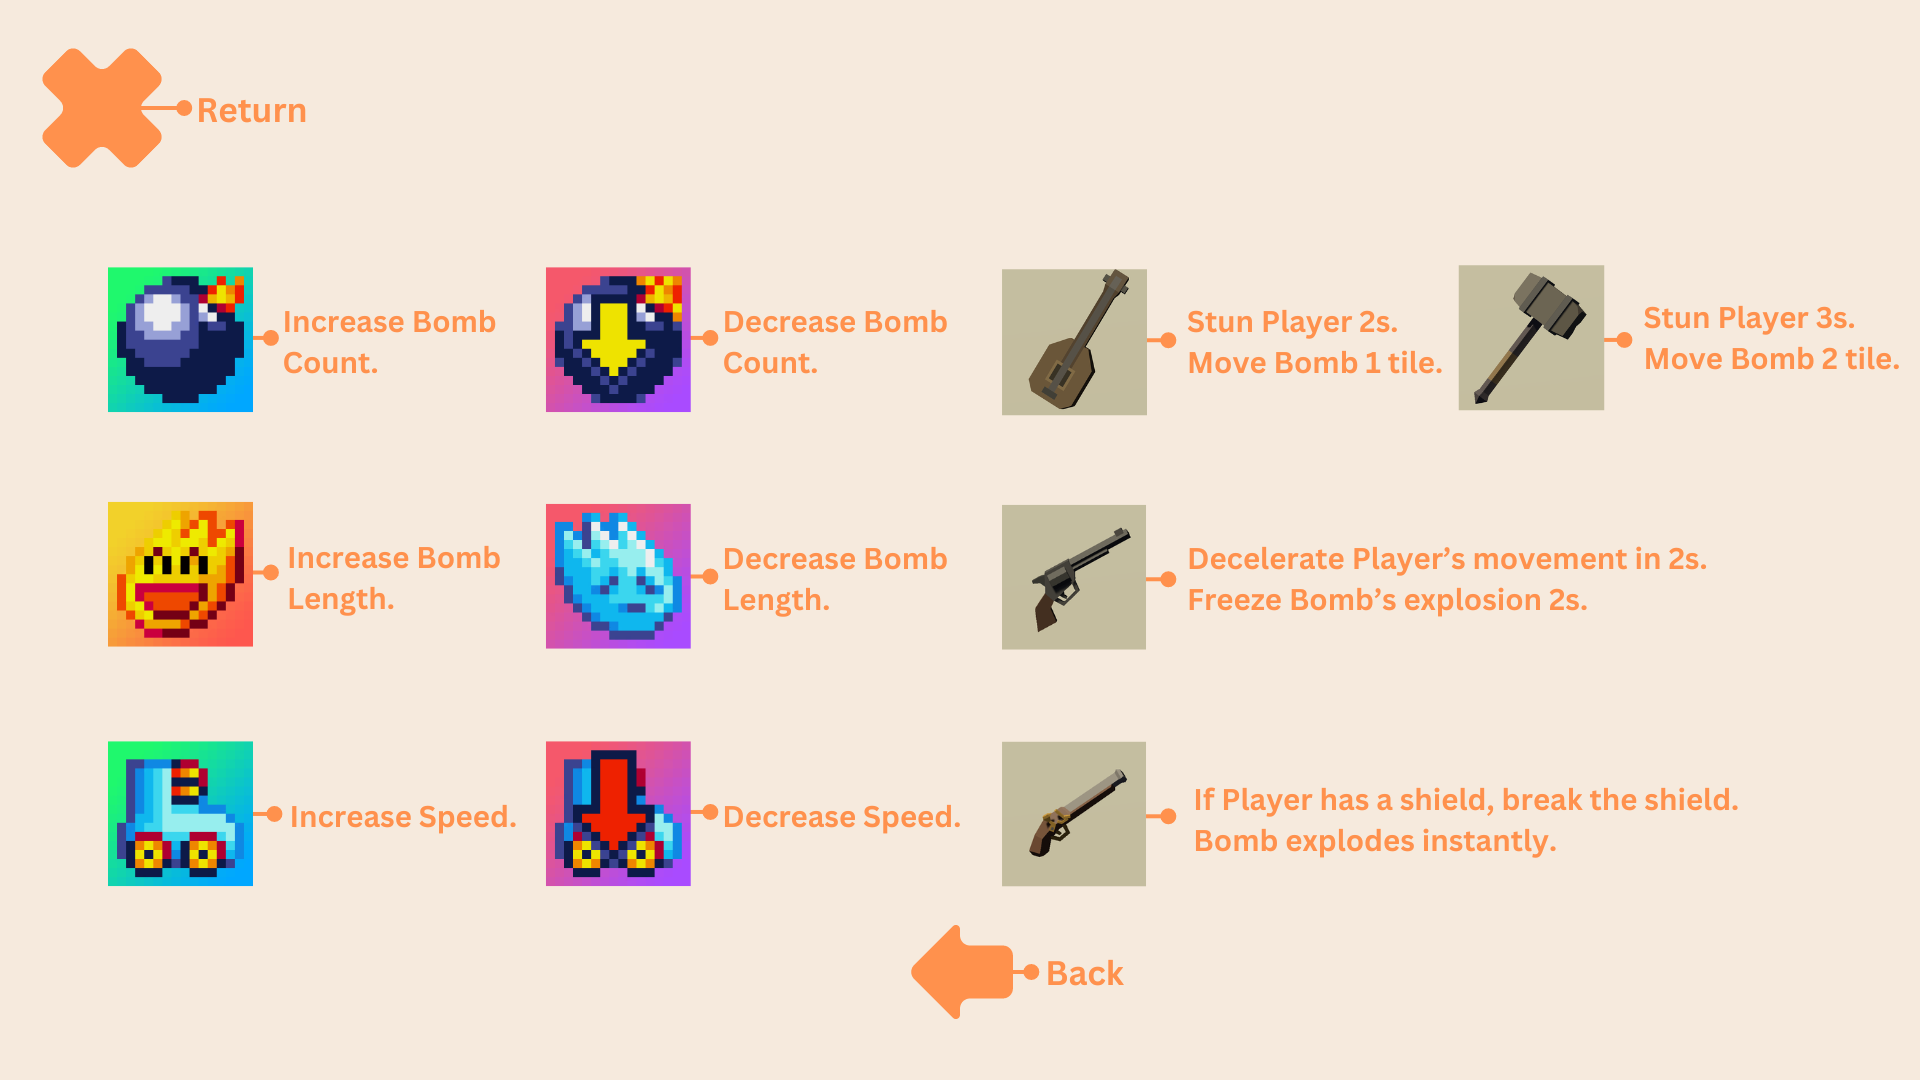 Return
Increase Bomb
Count.
Decrease Bomb
Count.
Stun Player 2s.
Move Bomb 1 tile.
Stun Player 3s.
Move Bomb 2 tile.
Increase Bomb
Length.
Decrease Bomb
Length.
Decelerate Player’s movement in 2s.
Freeze Bomb’s explosion 2s.
Increase Speed.
Decrease Speed.
If Player has a shield, break the shield.
Bomb explodes instantly.
Back